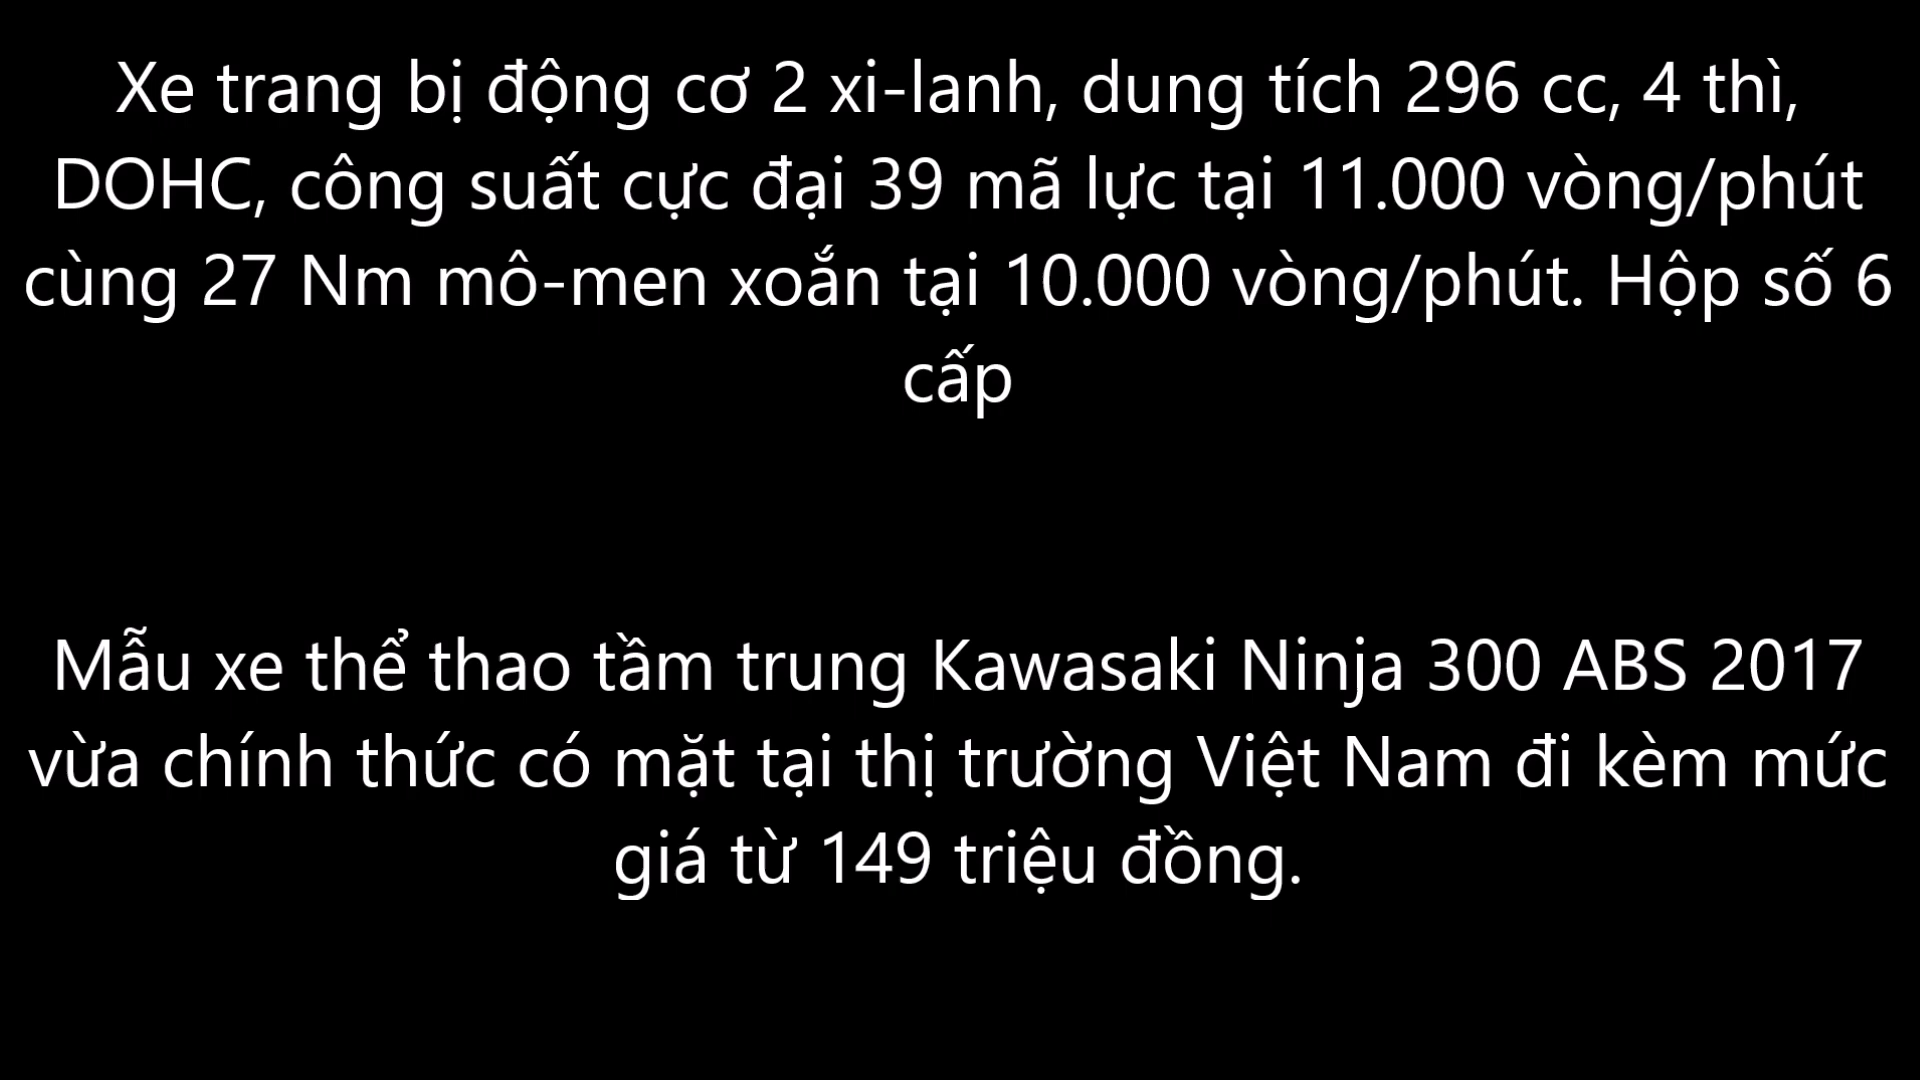 Xe trang bị động cơ 2 xi-lanh, dung tích 296 cc, 4 thì,
DOHC, công suất cực đại 39 mã lực tại 11.000 vòng/phút
cùng 27 Nm mô-men xoắn tại 10.000 vòng/phút. Hộp số 6
cấp
Mẫu xe thể thao tầm trung Kawasaki Ninja 300 ABS 2017
vừa chính thức có mặt tại thị trường Việt Nam đi kèm mức
giá từ 149 triệu đồng.